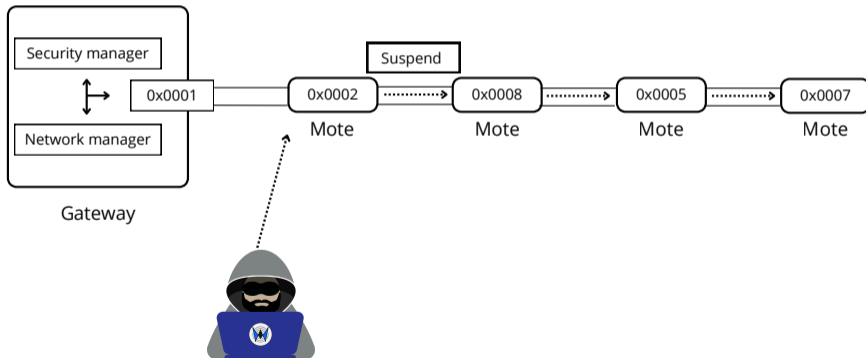 Security manager
Suspend
0x0001
0x0002
0x0008
0x0005
0x0007
Network manager
Mote
Mote
Mote
Mote
Gateway